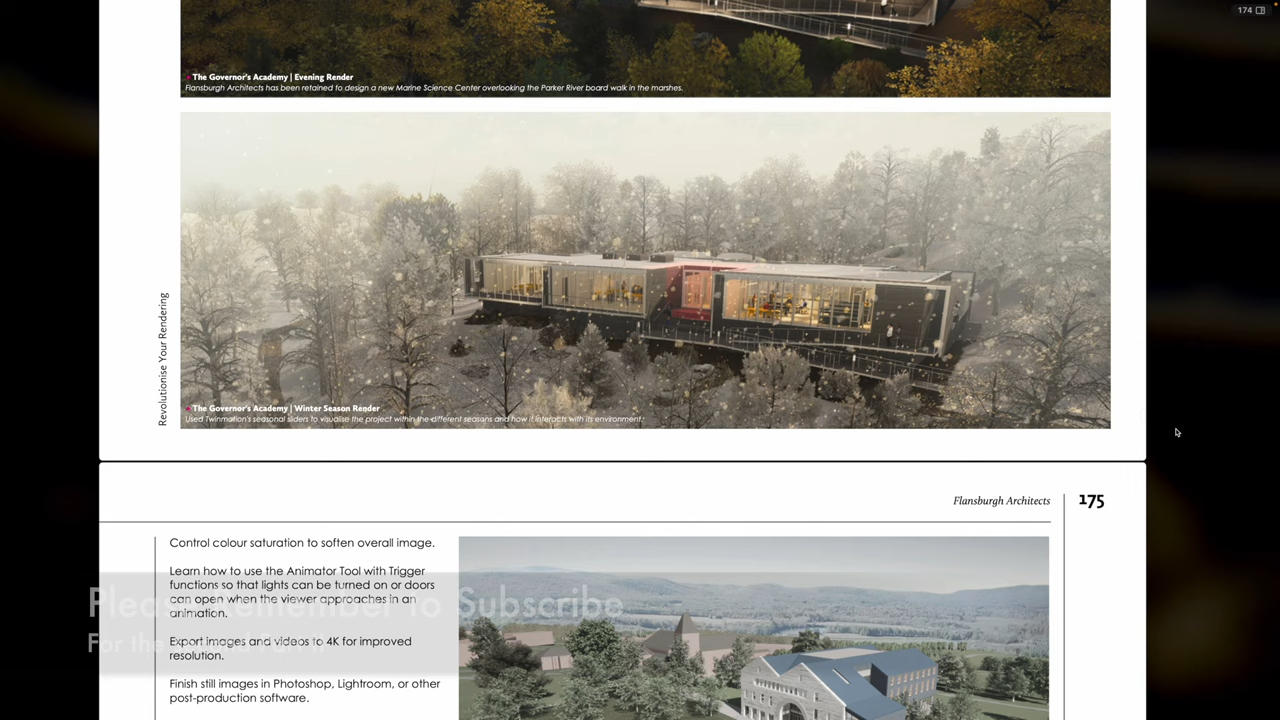 174
The Governor's Academy | Evening Render
Flansburgh Architects has been retained to design a new Marine Science Center overlooking the Parker River board walk in the marshes.
Revolutionise Your Rendering
The Governor's Academy | Winter Season Render
Used Twinmotion's seasonal sliders to visualise the project within the different seasons and how it interacts with its environment.
Flansburgh Architects
175
Control colour saturation to soften overall image.
Learn how to use the Animator Tool with Trigger
functions so that lights can be turned on or doors
can open when the viewer approaches in an
animation.
Export images and videos to 4K for improved
resolution.
Finish still images in Photoshop, Lightroom, or other
post-production software.
Please Remember To Subscribe
For the